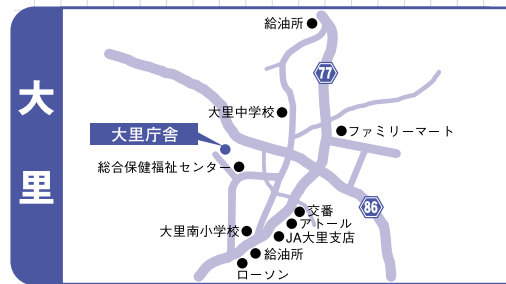 大里
給油所
77
大里中学校
ファミリーマート
大里庁舎
総合保健福祉センター
86
交番
アトール
大里南小学校
JA大里支店
給油所
ローソン